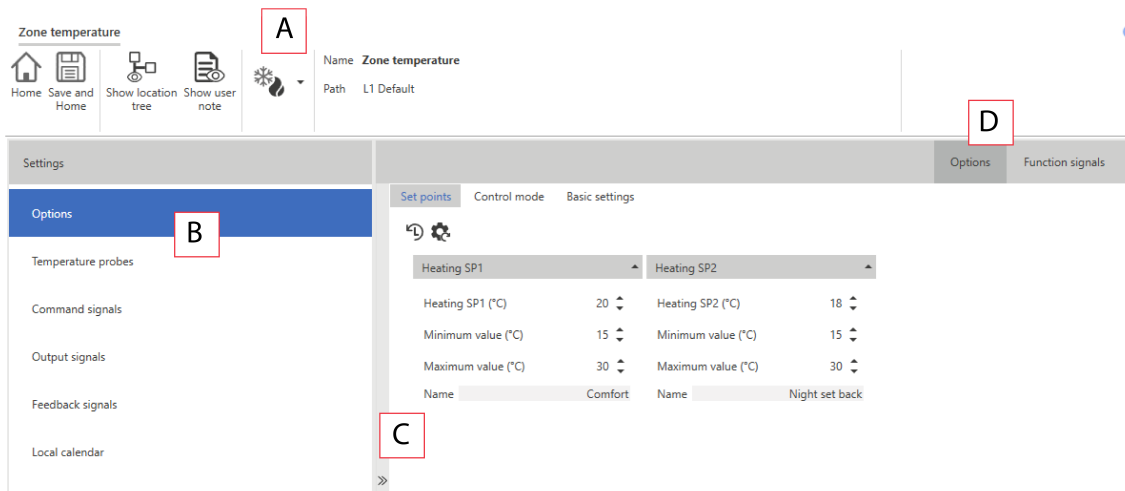 A
Zone temperature
Home
Save and Home
Show location tree
Show user note
Name Zone temperature
Path L1 Default
D
Settings
Options
Function signals
Options
B
Temperature probes
Command signals
Output signals
Feedback signals
Local calendar
Set points
Control mode
Basic settings
Heating SP1
Heating SP2
Heating SP1 (°C) 20
Heating SP2 (°C) 18
Minimum value (°C) 15
Minimum value (°C) 15
Maximum value (°C) 30
Maximum value (°C) 30
Name Comfort
Name Night set back
C